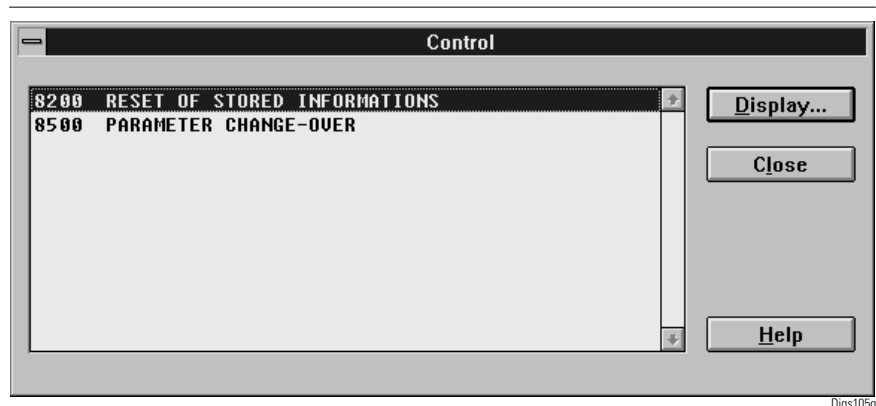 Control
8200 RESET OF STORED INFORMATIONS
8500 PARAMETER CHANGE-OVER
Display...
Close
Help
Digs105g